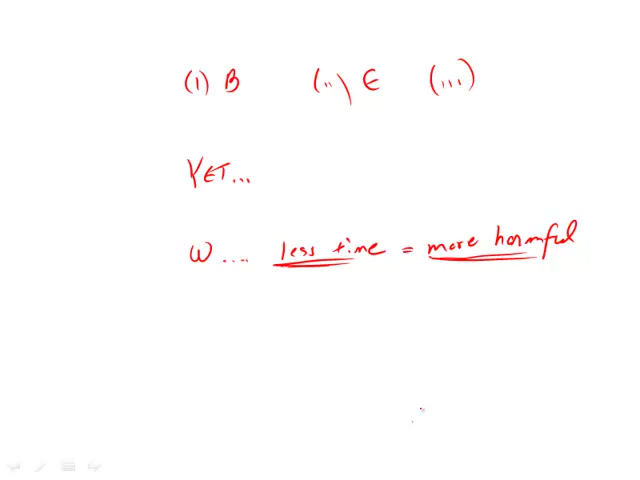 (i) B (ii) E (iii)
YET...
W.... less time = more harmful